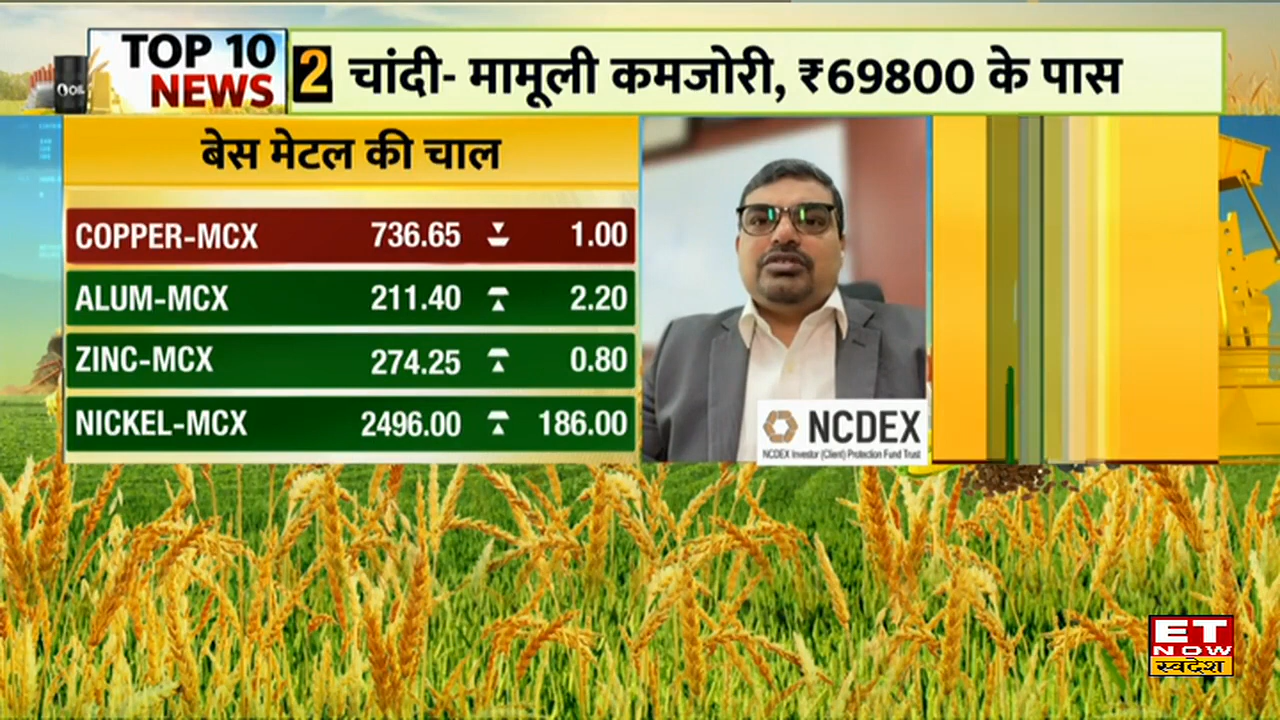 TOP 10
NEWS
2 चांदी- मामूली कमजोरी, ₹69800 के पास
OIL
बेस मेटल की चाल
COPPER-MCX 736.65 1.00
ALUM-MCX 211.40 2.20
ZINC-MCX 274.25 0.80
NICKEL-MCX 2496.00 186.00
NCDEX
NCDEX Investor (Client) Protection Fund Trust
ET
NOW
स्वदेश